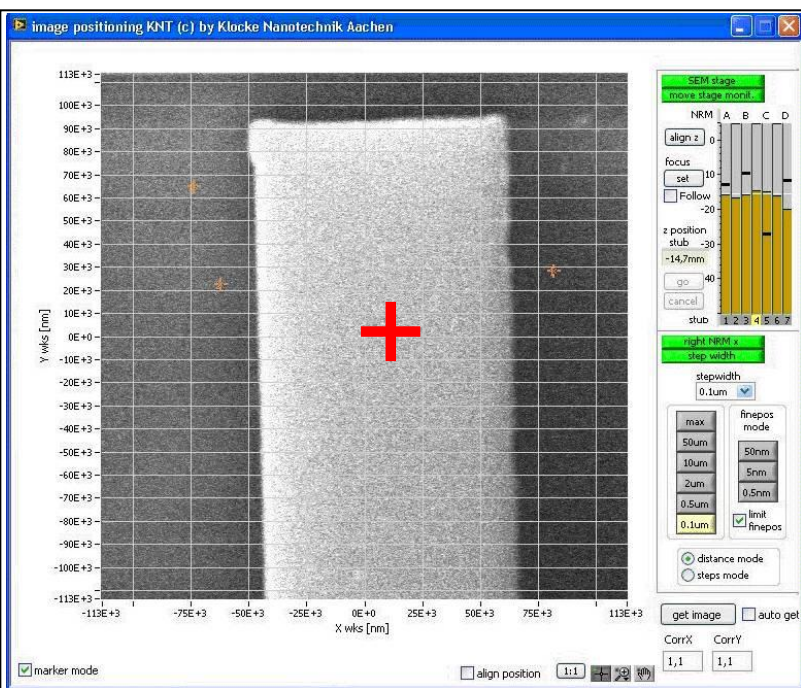 image positioning KNT (c) by Klocke Nanotechnik Aachen
113E+3
100E+3
90E+3
80E+3
70E+3
60E+3
50E+3
40E+3
30E+3
20E+3
10E+3
0E+0
-10E+3
-20E+3
-30E+3
-40E+3
-50E+3
-60E+3
-70E+3
-80E+3
-90E+3
-100E+3
-113E+3
Y wks [nm]
-113E+3 -75E+3 -50E+3 -25E+3 0E+0 25E+3 50E+3 75E+3 113E+3
X wks [nm]
marker mode
align position
1:1
SEM stage
move stage monit.
NRM A B C D
align z
focus
set
Follow
z position
stub
-14,7mm
go
cancel
0
-10
-20
-30
-40
stub 1 2 3 4 5 6 7
right NRM x
step width
stepwidth
0.1um
max
50um
10um
2um
0.5um
0.1um
finepos
mode
50nm
5nm
0.5nm
limit
finepos
distance mode
steps mode
get image
auto get
CorrX CorrY
1,1 1,1